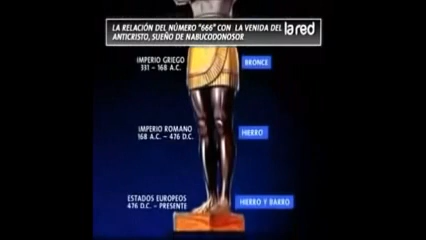 LA RELACIÓN DEL NÚMERO "666" CON LA VENIDA DEL
ANTICRISTO, SUEÑO DE NABUCODONOSOR
la red
IMPERIO GRIEGO
331 - 168 A.C.
BRONCE
IMPERIO ROMANO
168 A.C. - 476 D.C.
HIERRO
ESTADOS EUROPEOS
476 D.C. - PRESENTE
HIERRO Y BARRO